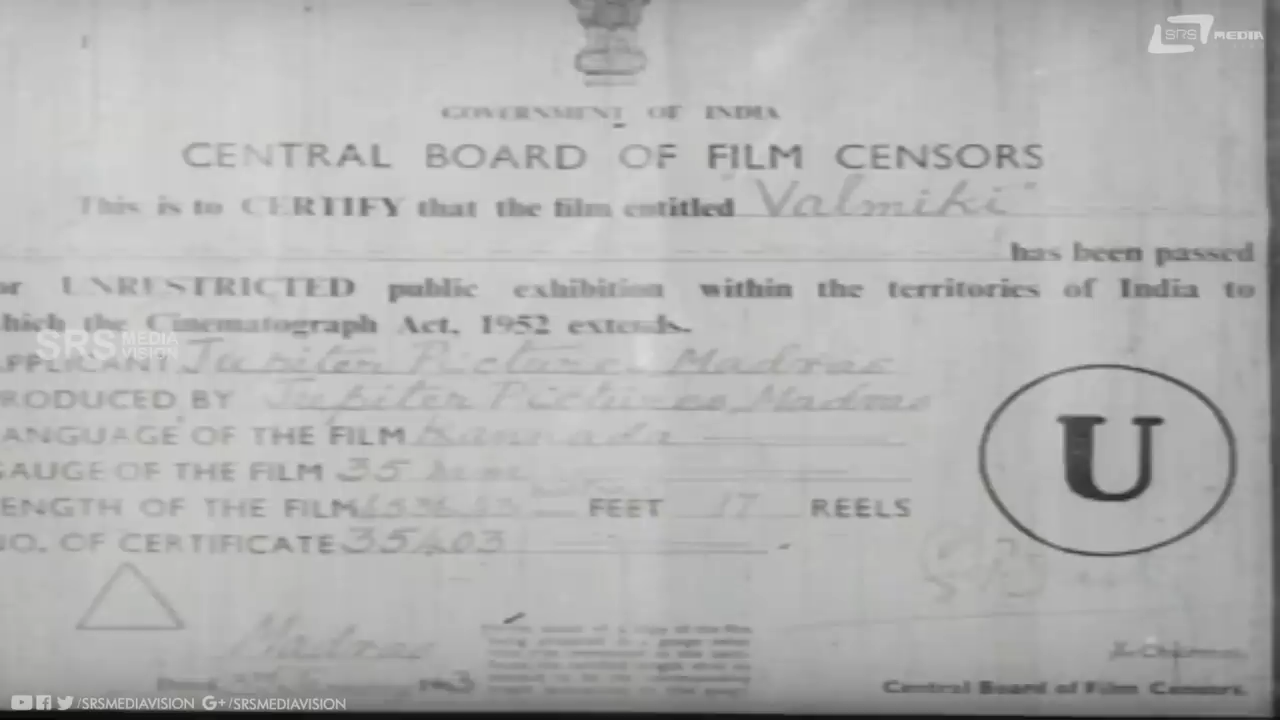 SRS MEDIA
GOVERNMENT OF INDIA
CENTRAL BOARD OF FILM CENSORS
This is to CERTIFY that the film entitled "Valmiki"
has been passed
or UNRESTRICTED public exhibition within the territories of India to
hich the Cinematograph Act, 1952 extends.
SRS MEDIA VISION
PPLICANT Jupiter Pictures Madras
RODUCED BY Jupiter Pictures, Madras
ANGUAGE OF THE FILM Kannada
GAUGE OF THE FILM 35 mm
ENGTH OF THE FILM FEET 17 REELS
NO. OF CERTIFICATE 35403
U
Madras
1963
Central Board of Film Censors.
/SRSMEDIAVISION G+/SRSMEDIAVISION